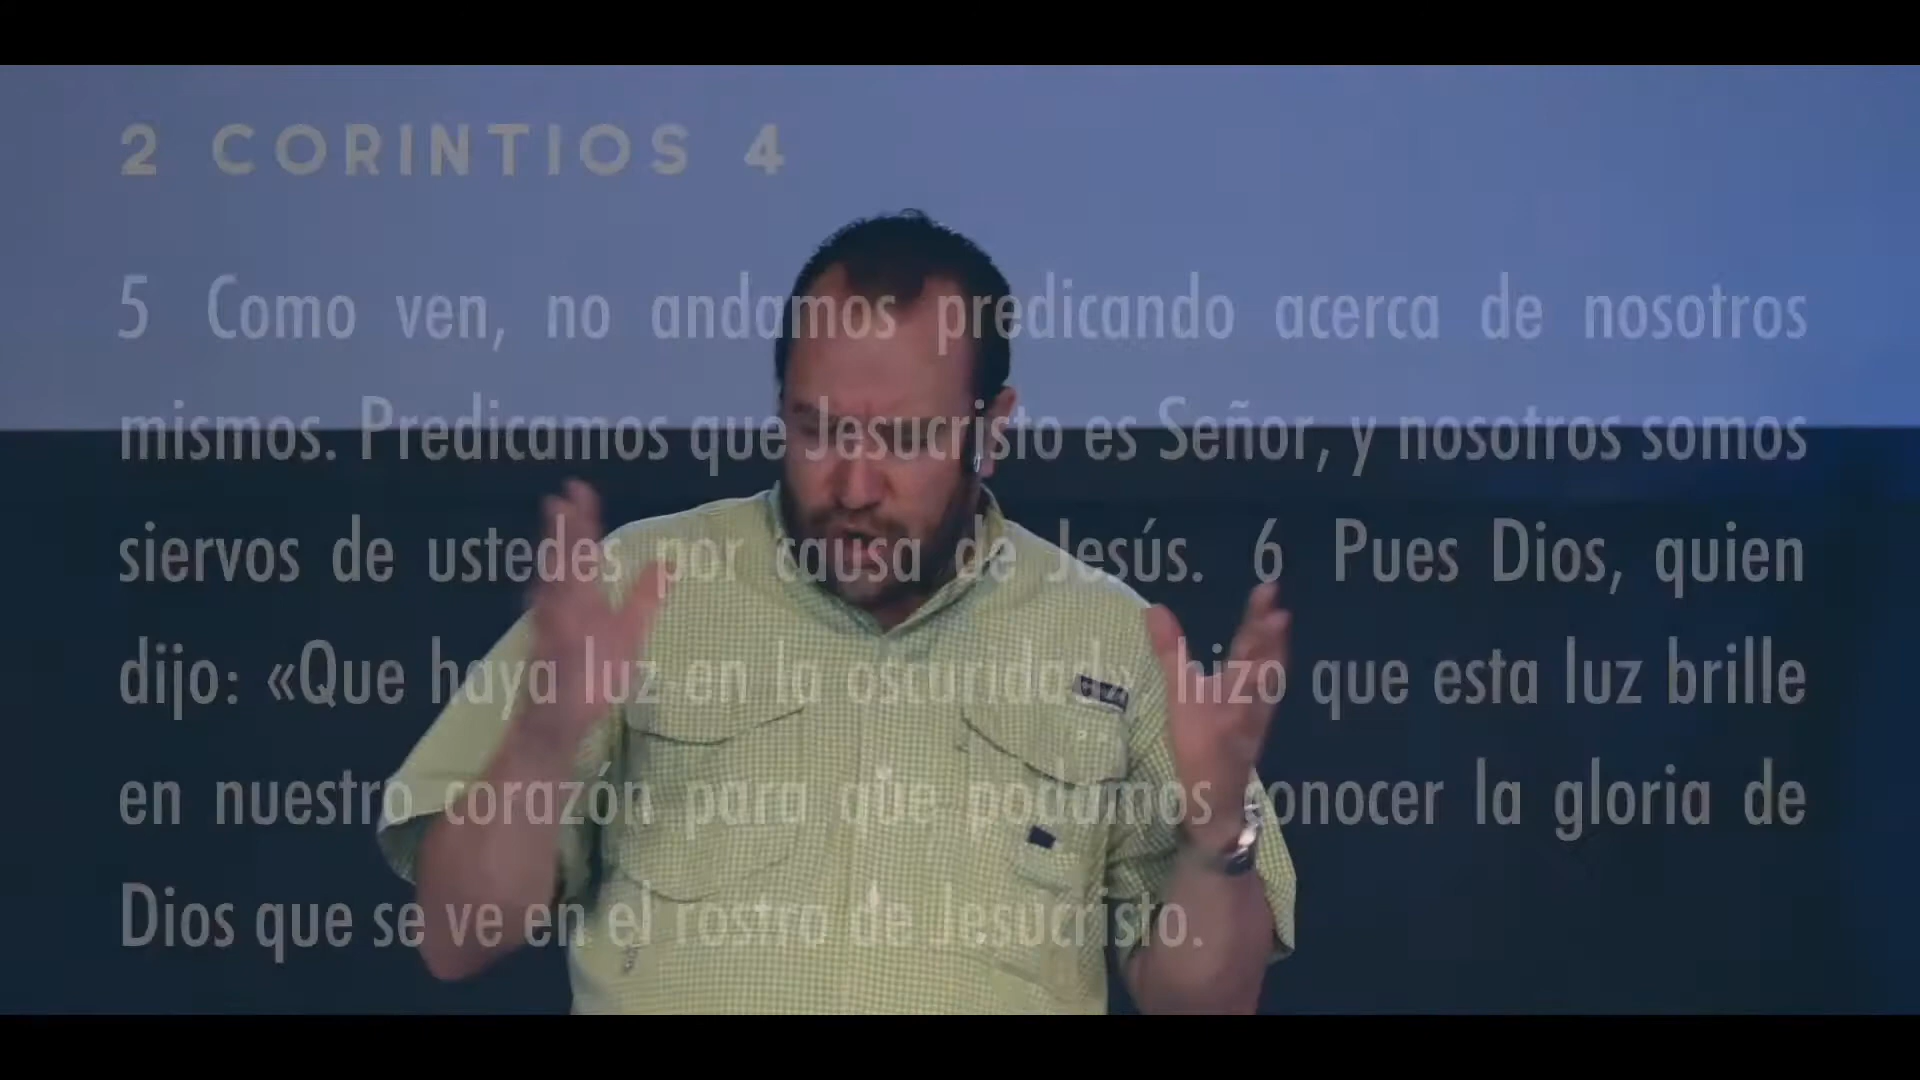 2 CORINTIOS 4
5 Como ven, no andamos predicando acerca de nosotros
mismos. Predicamos que Jesucristo es Señor, y nosotros somos
siervos de ustedes por causa de Jesús. 6 Pues Dios, quien
dijo: «Que haya luz en la oscuridad», hizo que esta luz brille
en nuestro corazón para que podamos conocer la gloria de
Dios que se ve en el rostro de Jesucristo.